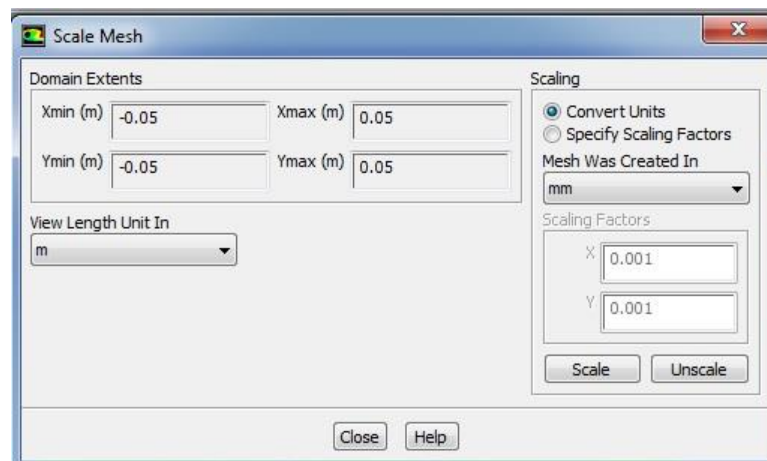 Scale Mesh
X
Domain Extents
Xmin (m) -0.05 Xmax (m) 0.05
Ymin (m) -0.05 Ymax (m) 0.05
View Length Unit In
m
Scaling
Convert Units
Specify Scaling Factors
Mesh Was Created In
mm
Scaling Factors
X 0.001
Y 0.001
Scale Unscale
Close Help